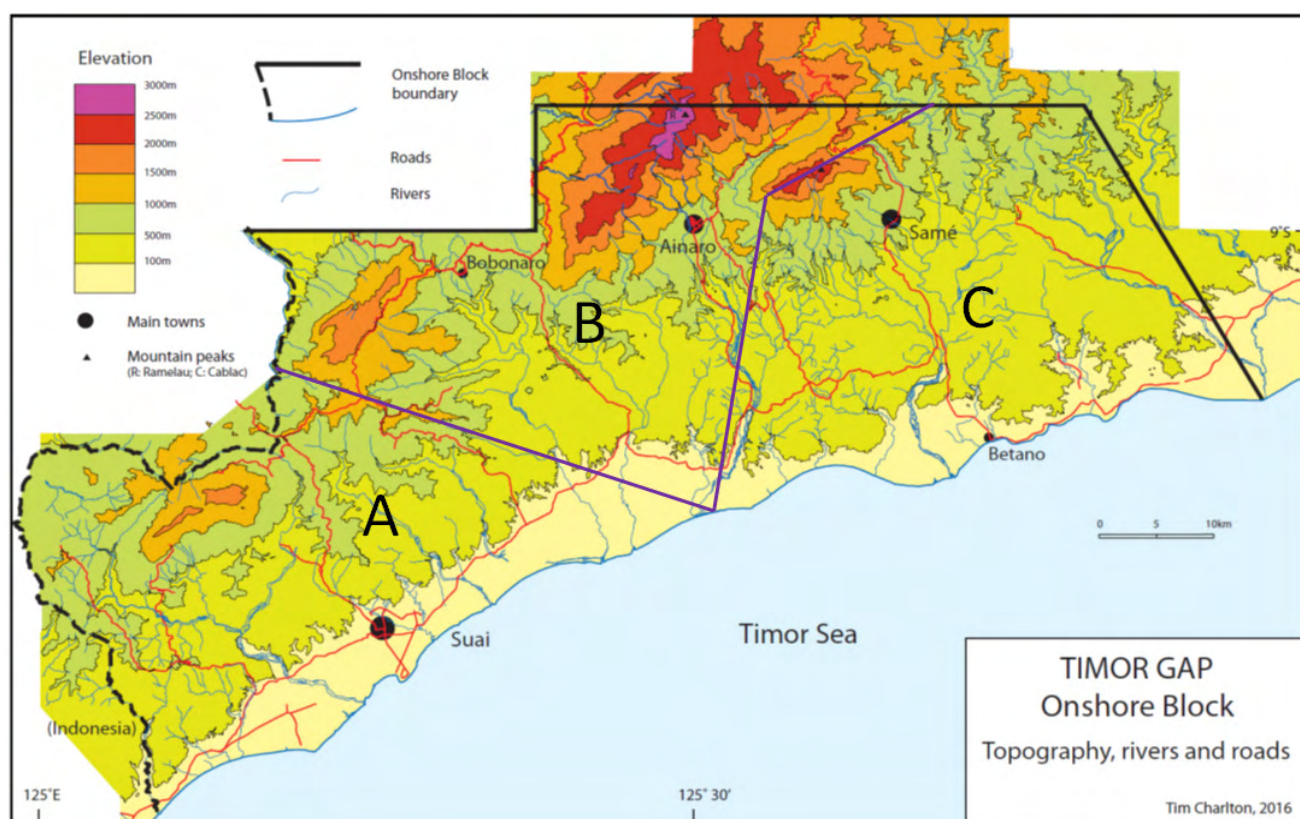 Elevation
3000m
2500m
2000m
1500m
1000m
500m
100m
Onshore Block
boundary
Roads
Rivers
Main towns
Mountain peaks
(R: Ramelau; C: Cablac)
R
Ainaro
Samé
9°S
Bobonaro
B
C
A
Betano
0 5 10km
Suai
Timor Sea
(Indonesia)
TIMOR GAP
Onshore Block
Topography, rivers and roads
125°E
125° 30'
Tim Charlton, 2016